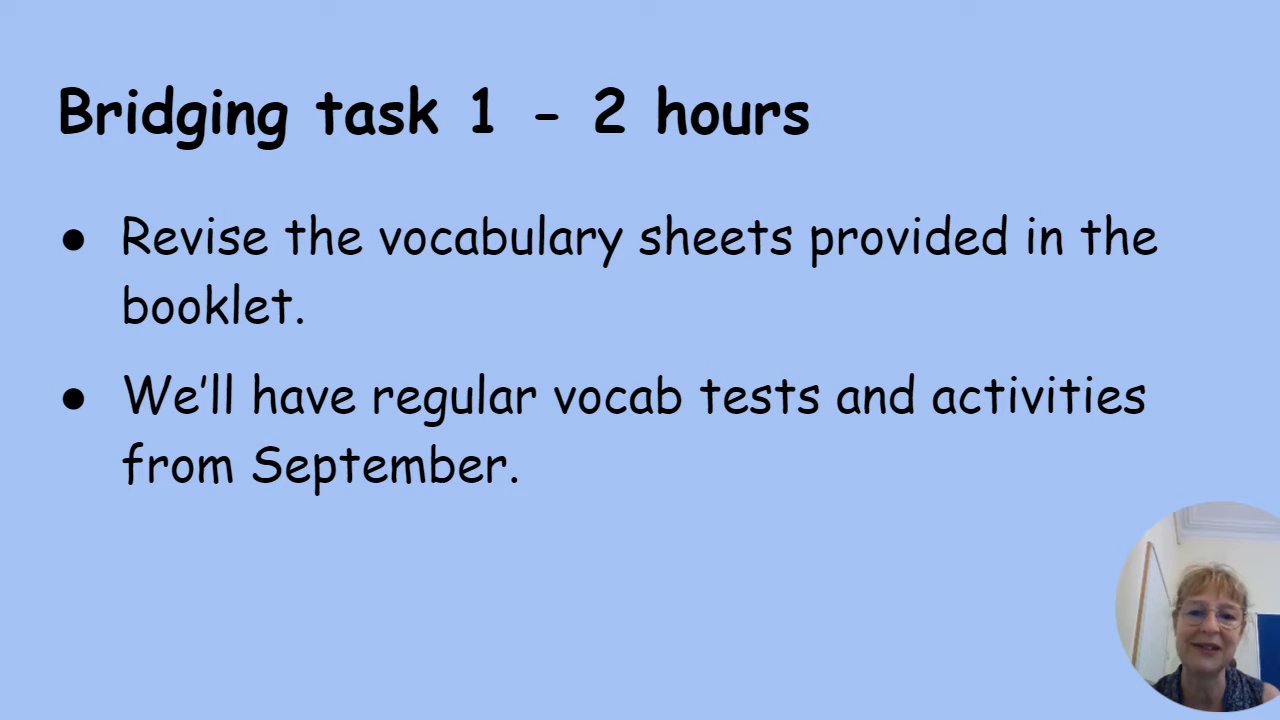 Bridging task 1 - 2 hours
● Revise the vocabulary sheets provided in the
booklet.
● We'll have regular vocab tests and activities
from September.